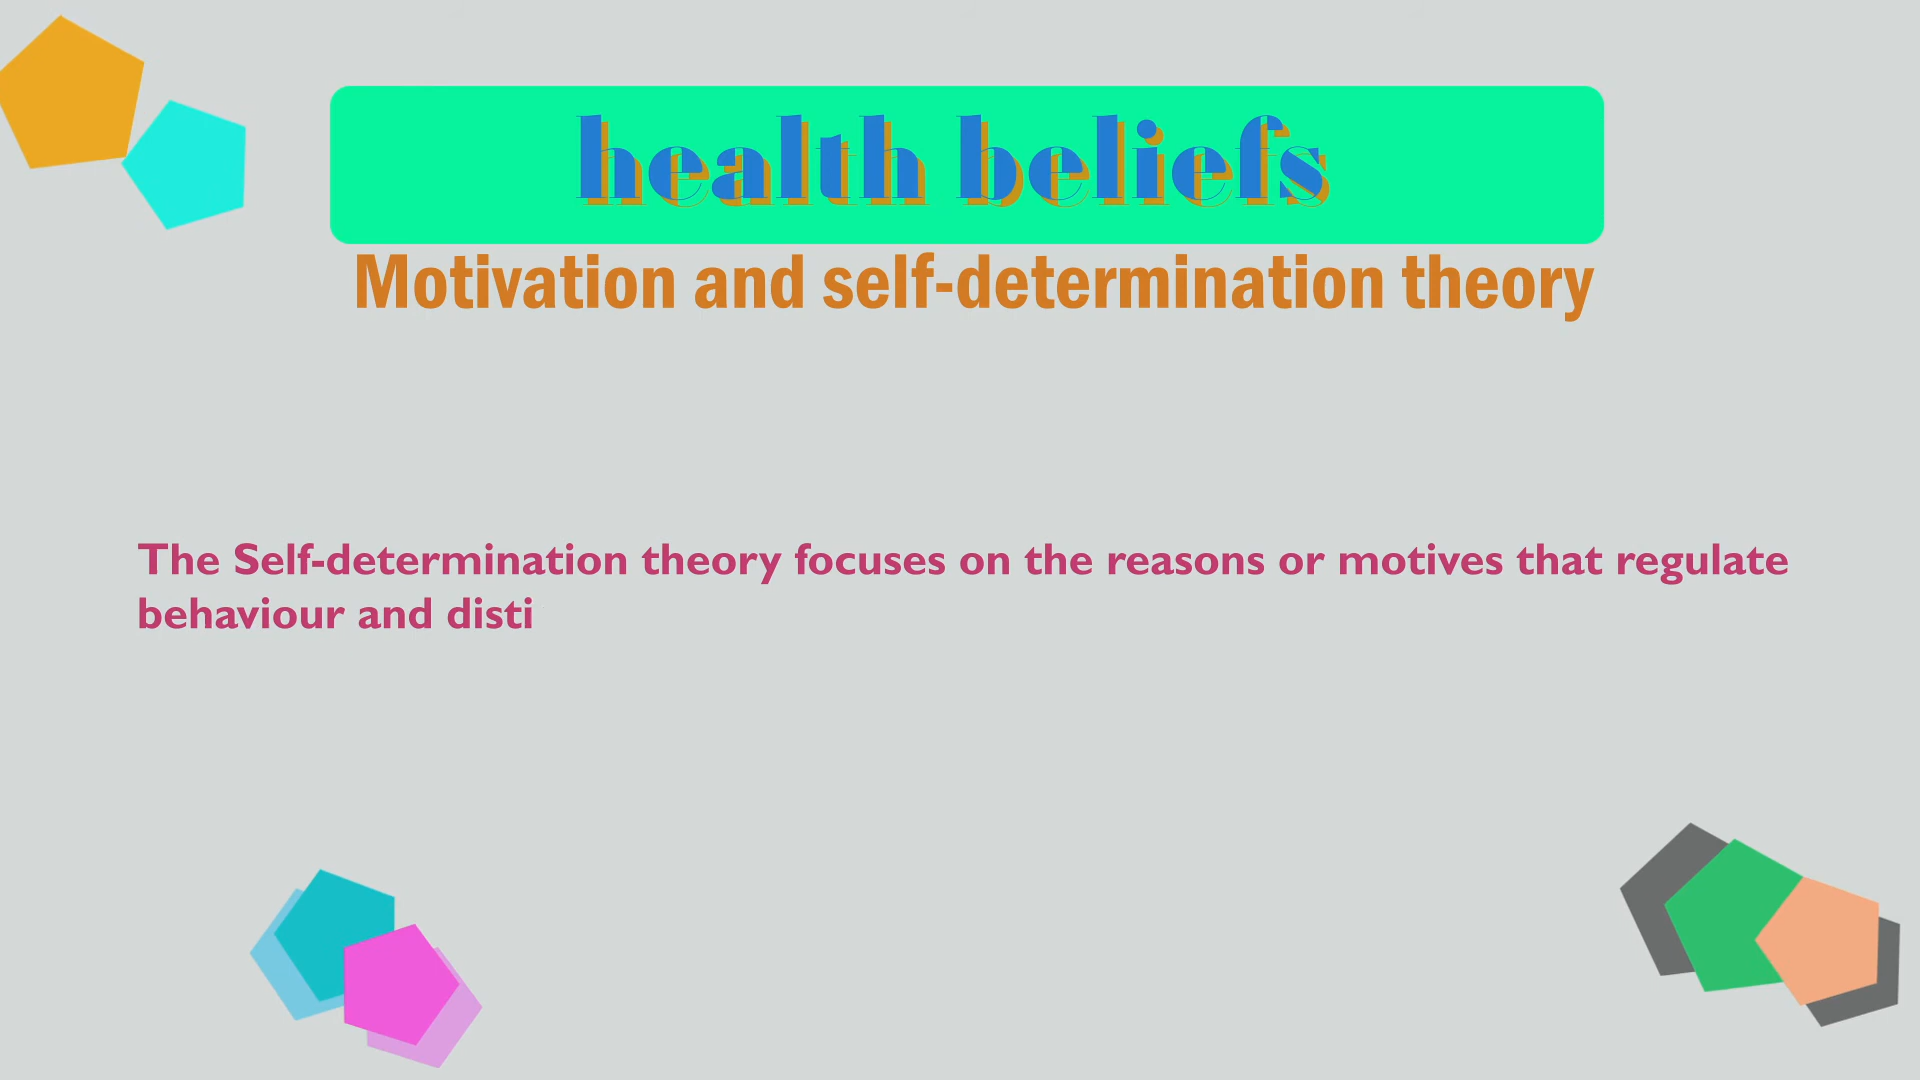 health beliefs
Motivation and self-determination theory
The Self-determination theory focuses on the reasons or motives that regulate
behaviour and disti